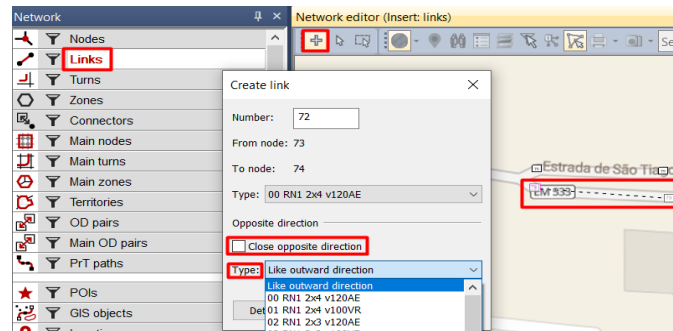 Network
Network editor (Insert: links)
Nodes
Links
Turns
Zones
Connectors
Main nodes
Main turns
Main zones
Territories
OD pairs
Main OD pairs
PrT paths
POIs
GIS objects
Create link
Number: 72
From node: 73
To node: 74
Type: 00 RN1 2x4 v120AE
Opposite direction
Close opposite direction
Type: Like outward direction
Like outward direction
00 RN1 2x4 v120AE
01 RN1 2x4 v100VR
02 RN1 2x3 v120AE
Det
Se
Estrada de São Tiago
EM 533